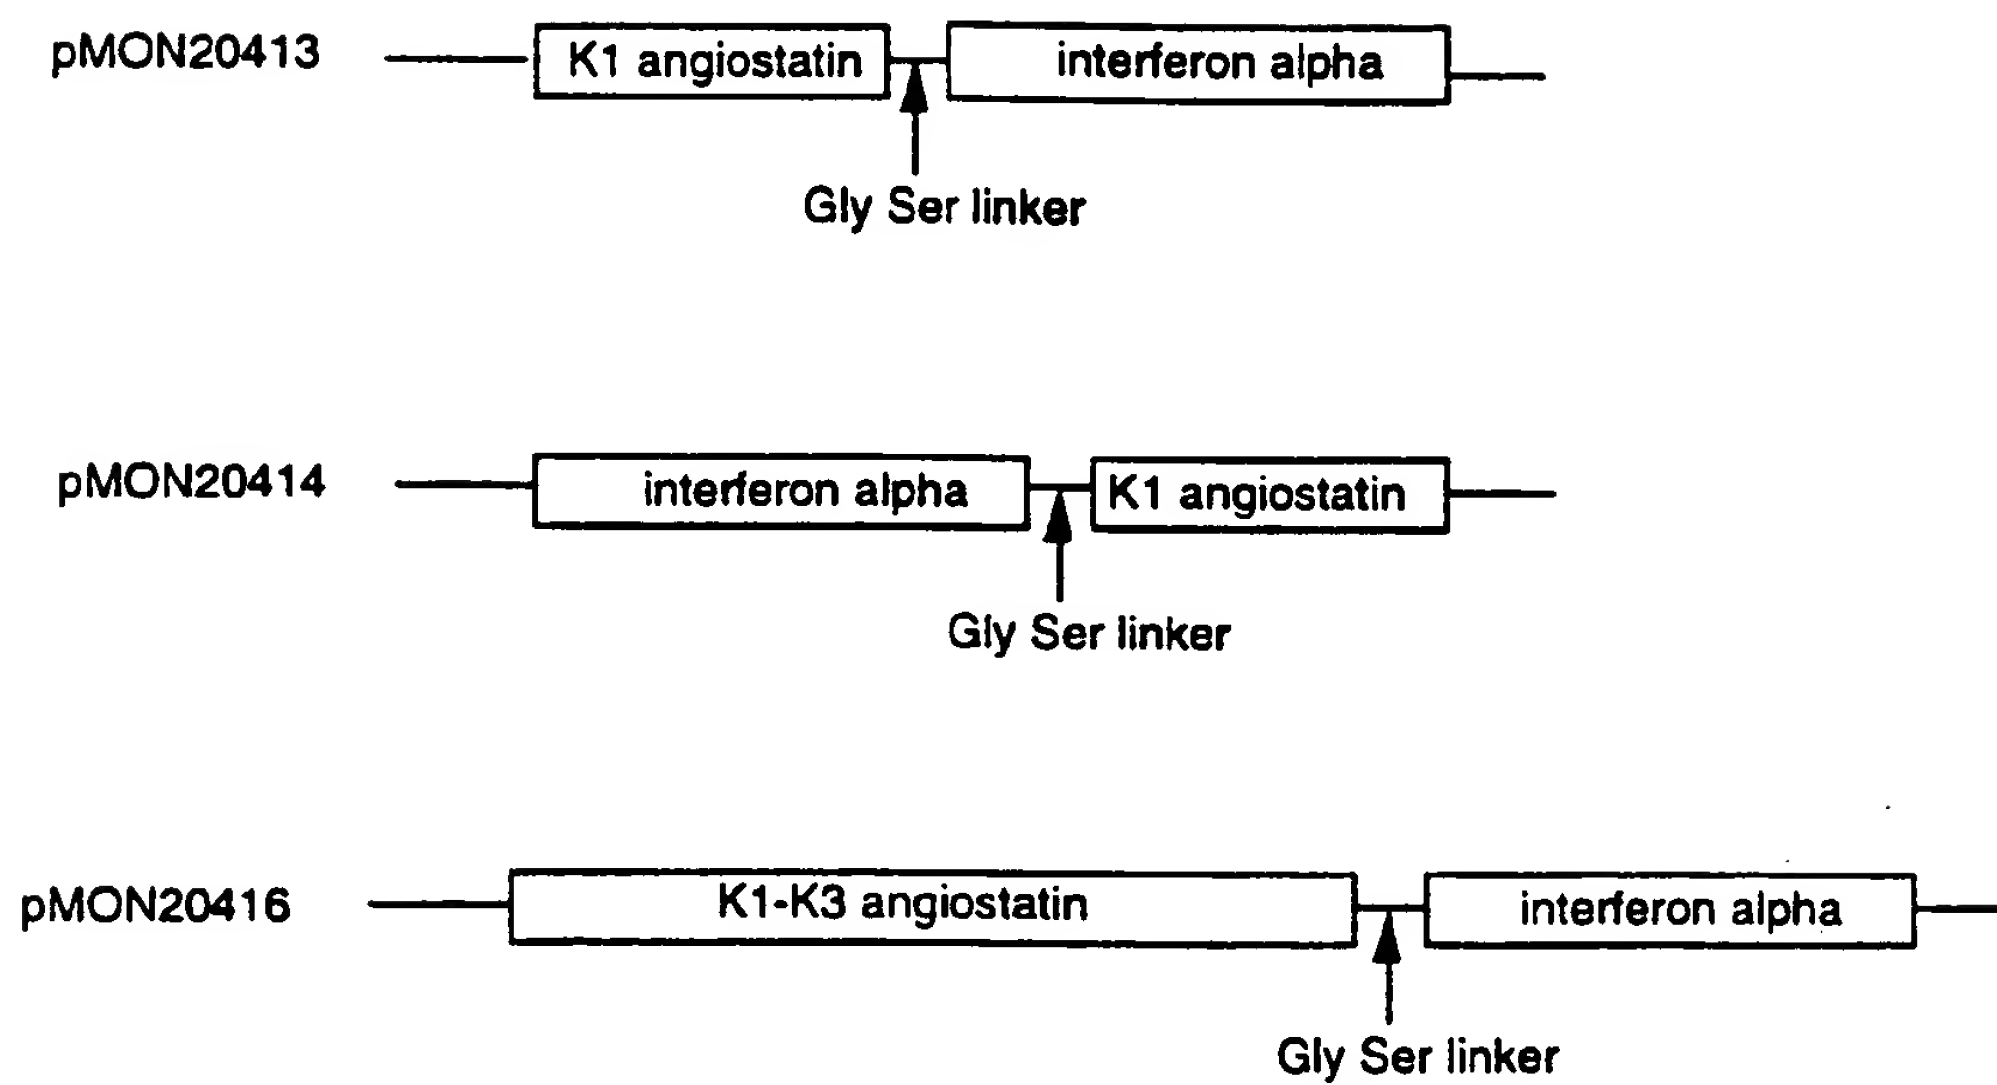 pMON20413 K1 angiostatin interferon alpha
Gly Ser linker
pMON20414 interferon alpha K1 angiostatin
Gly Ser linker
pMON20416 K1-K3 angiostatin interferon alpha
Gly Ser linker